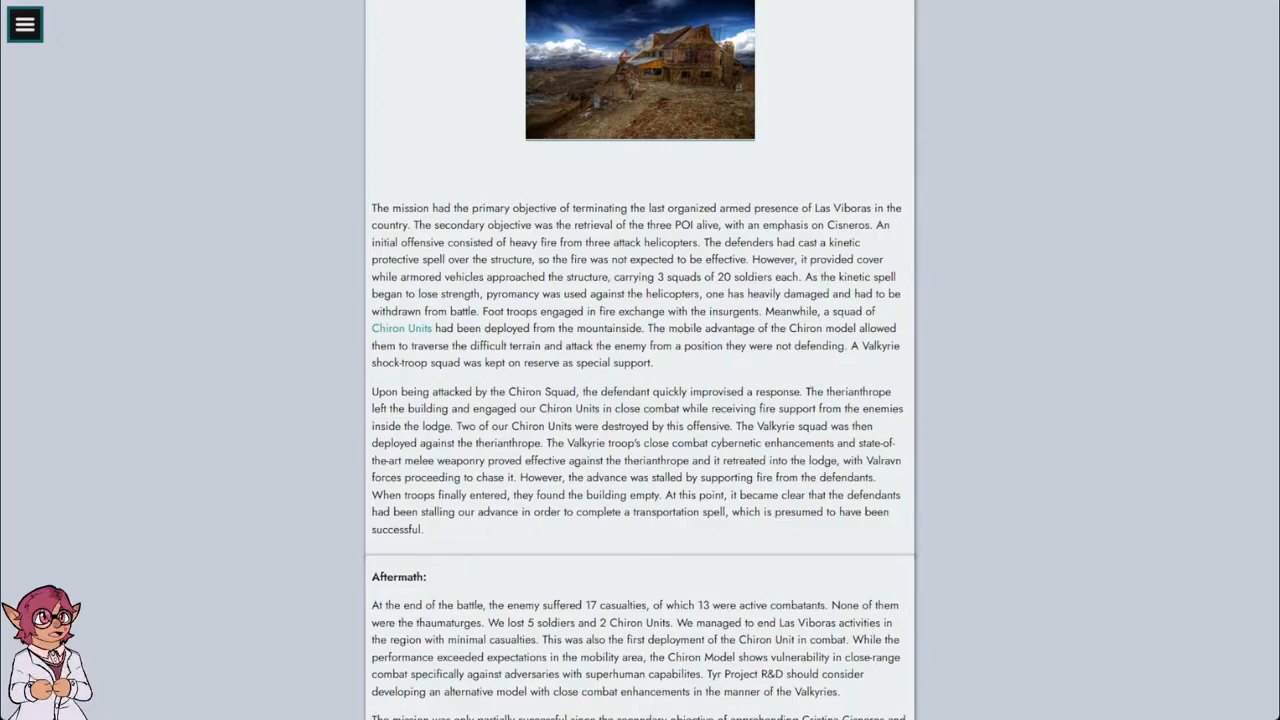 The mission had the primary objective of terminating the last organized armed presence of Las Víboras in the
country. The secondary objective was the retrieval of the three POI alive, with an emphasis on Cisneros. An
initial offensive consisted of heavy fire from three attack helicopters. The defenders had cast a kinetic
protective spell over the structure, so the fire was not expected to be effective. However, it provided cover
while armored vehicles approached the structure, carrying 3 squads of 20 soldiers each. As the kinetic spell
began to lose strength, pyromancy was used against the helicopters, one has heavily damaged and had to be
withdrawn from battle. Foot troops engaged in fire exchange with the insurgents. Meanwhile, a squad of
Chiron Units had been deployed from the mountainside. The mobile advantage of the Chiron model allowed
them to traverse the difficult terrain and attack the enemy from a position they were not defending. A Valkyrie
shock-troop squad was kept on reserve as special support.
Upon being attacked by the Chiron Squad, the defendant quickly improvised a response. The therianthrope
left the building and engaged our Chiron Units in close combat while receiving fire support from the enemies
inside the lodge. Two of our Chiron Units were destroyed by this offensive. The Valkyrie squad was then
deployed against the therianthrope. The Valkyrie troop's close combat cybernetic enhancements and state-of-
the-art melee weaponry proved effective against the therianthrope and it retreated into the lodge, with Valravn
forces proceeding to chase it. However, the advance was stalled by supporting fire from the defendants.
When troops finally entered, they found the building empty. At this point, it became clear that the defendants
had been stalling our advance in order to complete a transportation spell, which is presumed to have been
successful.
Aftermath:
At the end of the battle, the enemy suffered 17 casualties, of which 13 were active combatants. None of them
were the thaumaturges. We lost 5 soldiers and 2 Chiron Units. We managed to end Las Víboras activities in
the region with minimal casualties. This was also the first deployment of the Chiron Unit in combat. While the
performance exceeded expectations in the mobility area, the Chiron Model shows vulnerability in close-range
combat specifically against adversaries with superhuman capabilites. Tyr Project R&D should consider
developing an alternative model with close combat enhancements in the manner of the Valkyries.
The mission was only partially successful since the secondary objective of apprehending Cristina Cisneros and